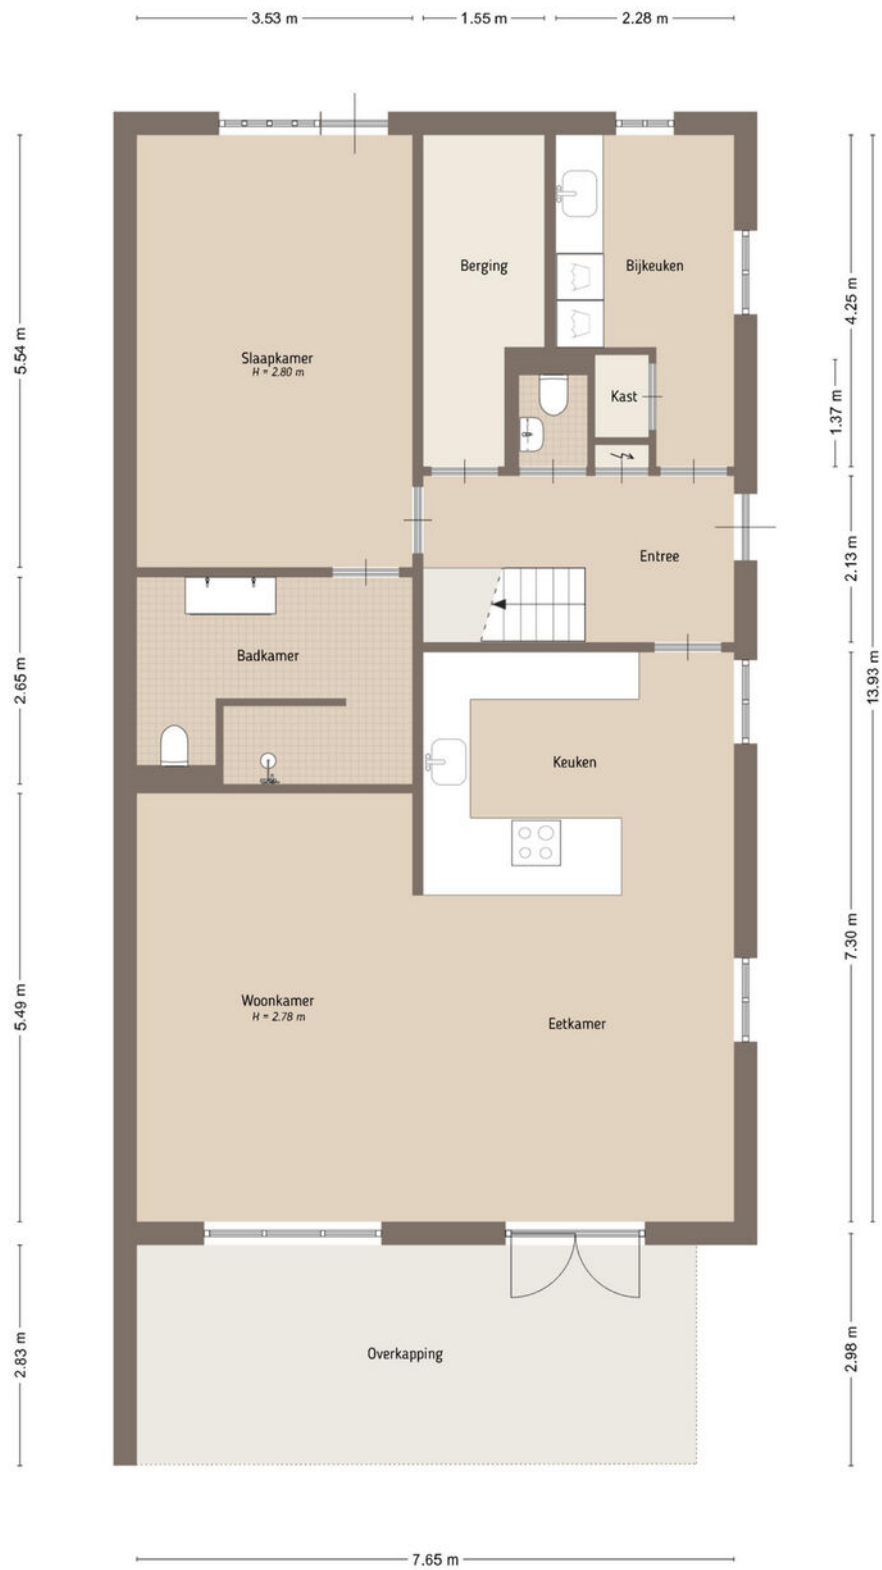 3.53 m
1.55 m
2.28 m
Berging
Bijkeuken
4.25 m
5.54 m
Slaapkamer
H = 2.80 m
Kast
1.37 m
Entree
2.13 m
Badkamer
2.65 m
13.93 m
Keuken
7.30 m
Woonkamer
H = 2.78 m
5.49 m
Eetkamer
Overkapping
2.83 m
2.98 m
7.65 m